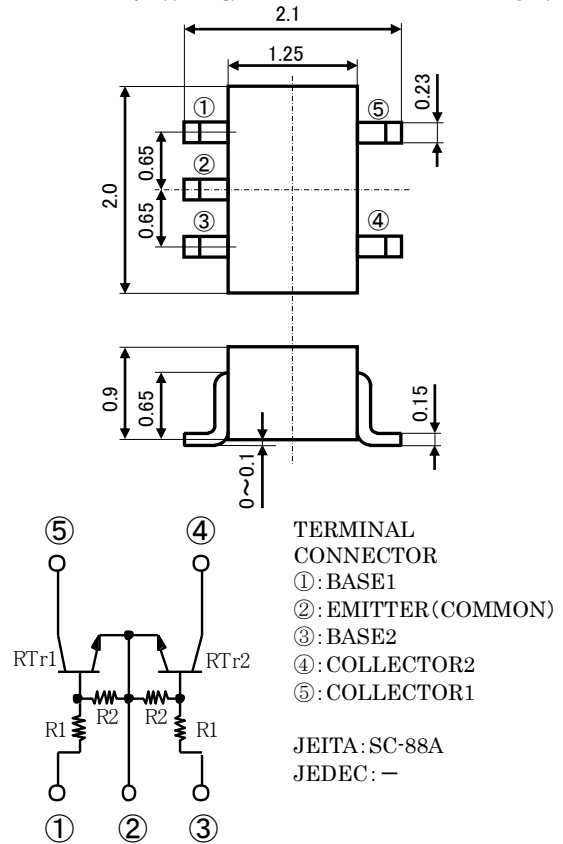 2.1
1.25
①
⑤
0.23
0.65
②
2.0
0.65
③
④
0.9
0.65
0.15
0~0.1
⑤
④
RTr1
RTr2
R1
R2
R2
R1
①
②
③
TERMINAL
CONNECTOR
①:BASE1
②:EMITTER(COMMON)
③:BASE2
④:COLLECTOR2
⑤:COLLECTOR1
JEITA:SC-88A
JEDEC:－